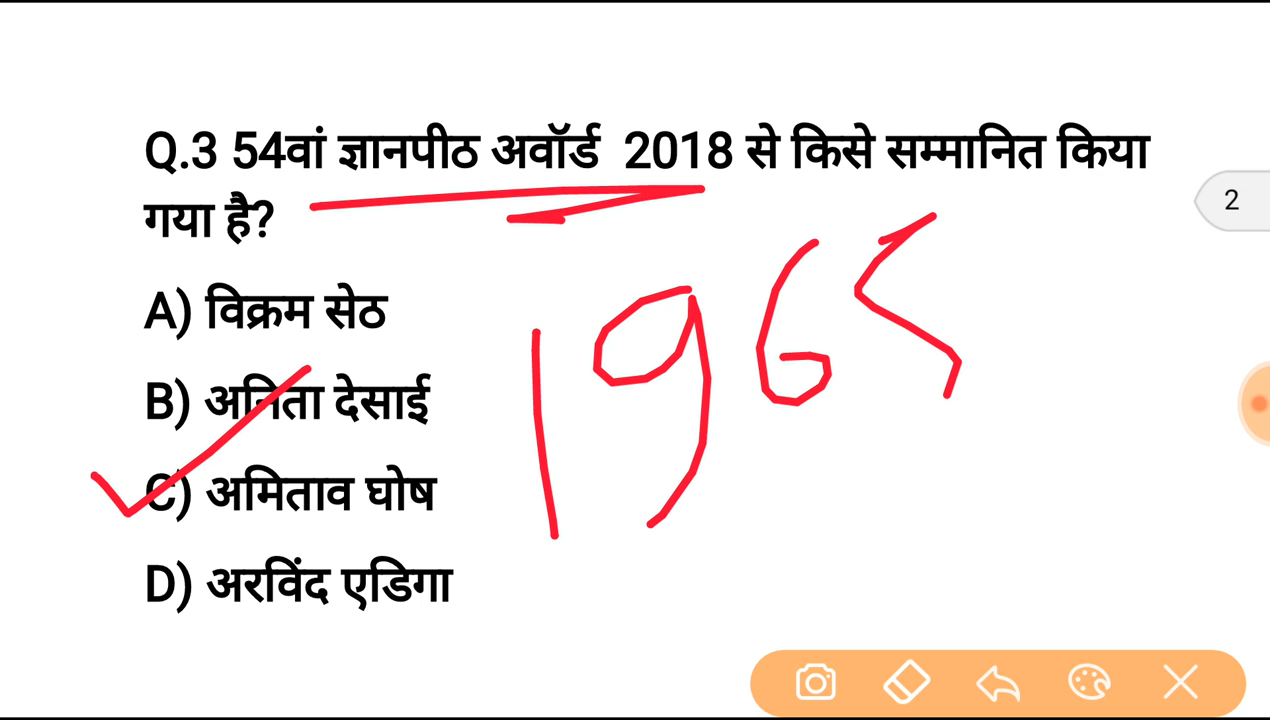 Q.3 54वां ज्ञानपीठ अवॉर्ड 2018 से किसे सम्मानित किया
गया है?
2
A) विक्रम सेठ
1965
B) अनिता देसाई
C) अमिताव घोष
D) अरविंद एडिगा